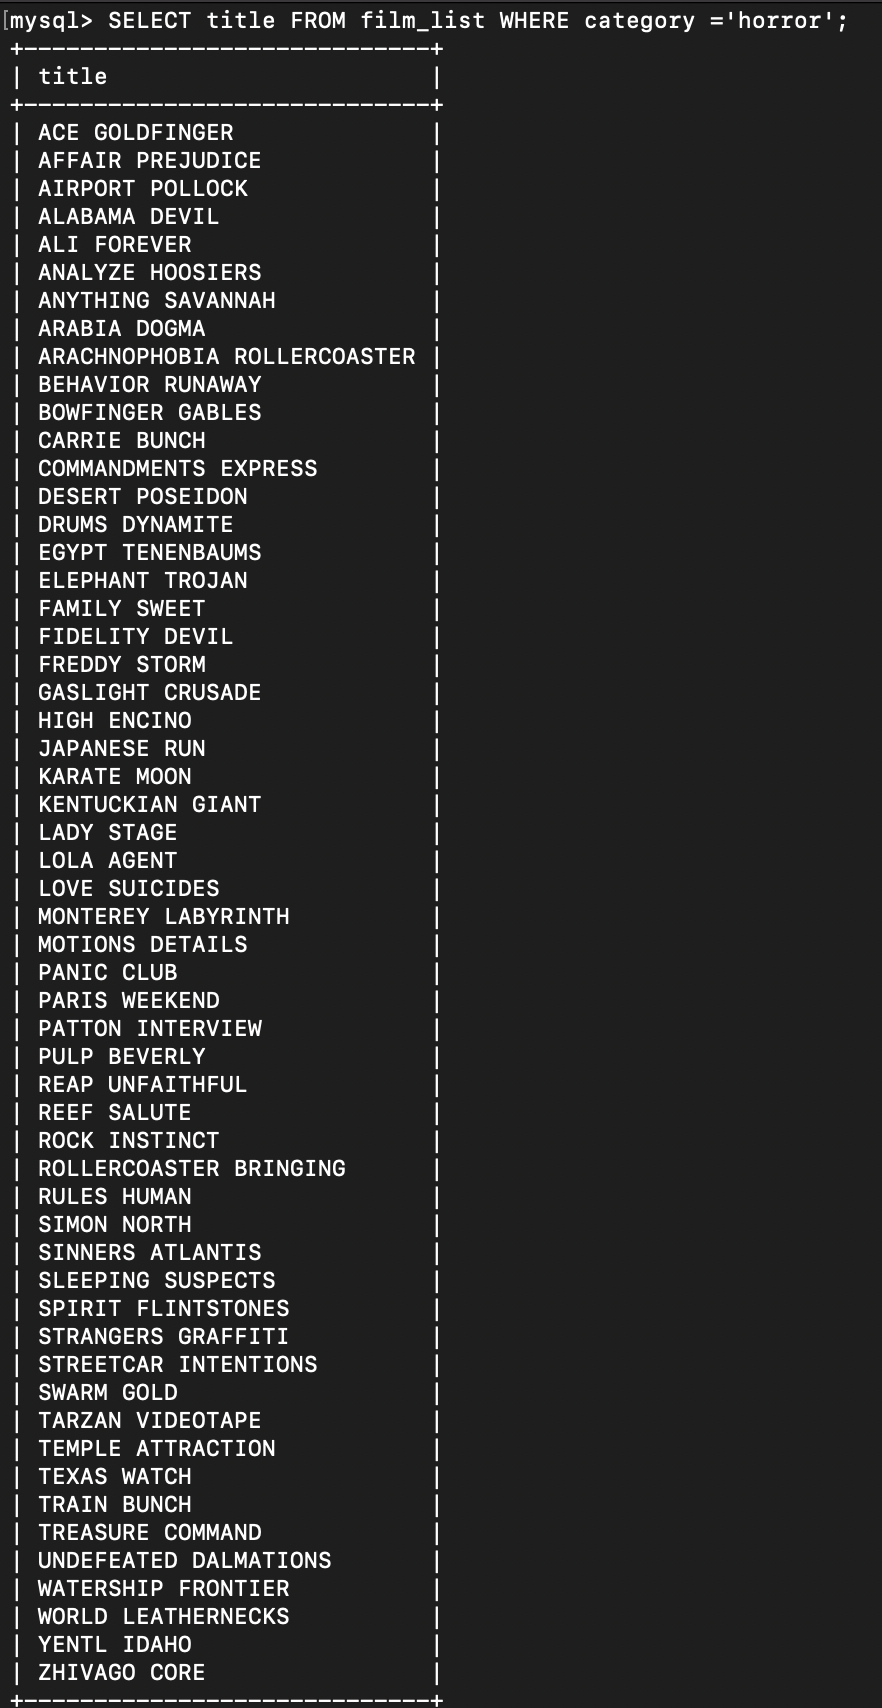 [mysql> SELECT title FROM film_list WHERE category ='horror';
+-----------------------------+
| title                       |
+-----------------------------+
| ACE GOLDFINGER              |
| AFFAIR PREJUDICE            |
| AIRPORT POLLOCK             |
| ALABAMA DEVIL               |
| ALI FOREVER                 |
| ANALYZE HOOSIERS            |
| ANYTHING SAVANNAH           |
| ARABIA DOGMA                |
| ARACHNOPHOBIA ROLLERCOASTER |
| BEHAVIOR RUNAWAY            |
| BOWFINGER GABLES            |
| CARRIE BUNCH                |
| COMMANDMENTS EXPRESS        |
| DESERT POSEIDON             |
| DRUMS DYNAMITE              |
| EGYPT TENENBAUMS            |
| ELEPHANT TROJAN             |
| FAMILY SWEET                |
| FIDELITY DEVIL              |
| FREDDY STORM                |
| GASLIGHT CRUSADE            |
| HIGH ENCINO                 |
| JAPANESE RUN                |
| KARATE MOON                 |
| KENTUCKIAN GIANT            |
| LADY STAGE                  |
| LOLA AGENT                  |
| LOVE SUICIDES               |
| MONTEREY LABYRINTH          |
| MOTIONS DETAILS             |
| PANIC CLUB                  |
| PARIS WEEKEND               |
| PATTON INTERVIEW            |
| PULP BEVERLY                |
| REAP UNFAITHFUL             |
| REEF SALUTE                 |
| ROCK INSTINCT               |
| ROLLERCOASTER BRINGING      |
| RULES HUMAN                 |
| SIMON NORTH                 |
| SINNERS ATLANTIS            |
| SLEEPING SUSPECTS           |
| SPIRIT FLINTSTONES          |
| STRANGERS GRAFFITI          |
| STREETCAR INTENTIONS        |
| SWARM GOLD                  |
| TARZAN VIDEOTAPE            |
| TEMPLE ATTRACTION           |
| TEXAS WATCH                 |
| TRAIN BUNCH                 |
| TREASURE COMMAND            |
| UNDEFEATED DALMATIONS       |
| WATERSHIP FRONTIER          |
| WORLD LEATHERNECKS          |
| YENTL IDAHO                 |
| ZHIVAGO CORE                |
+-----------------------------+